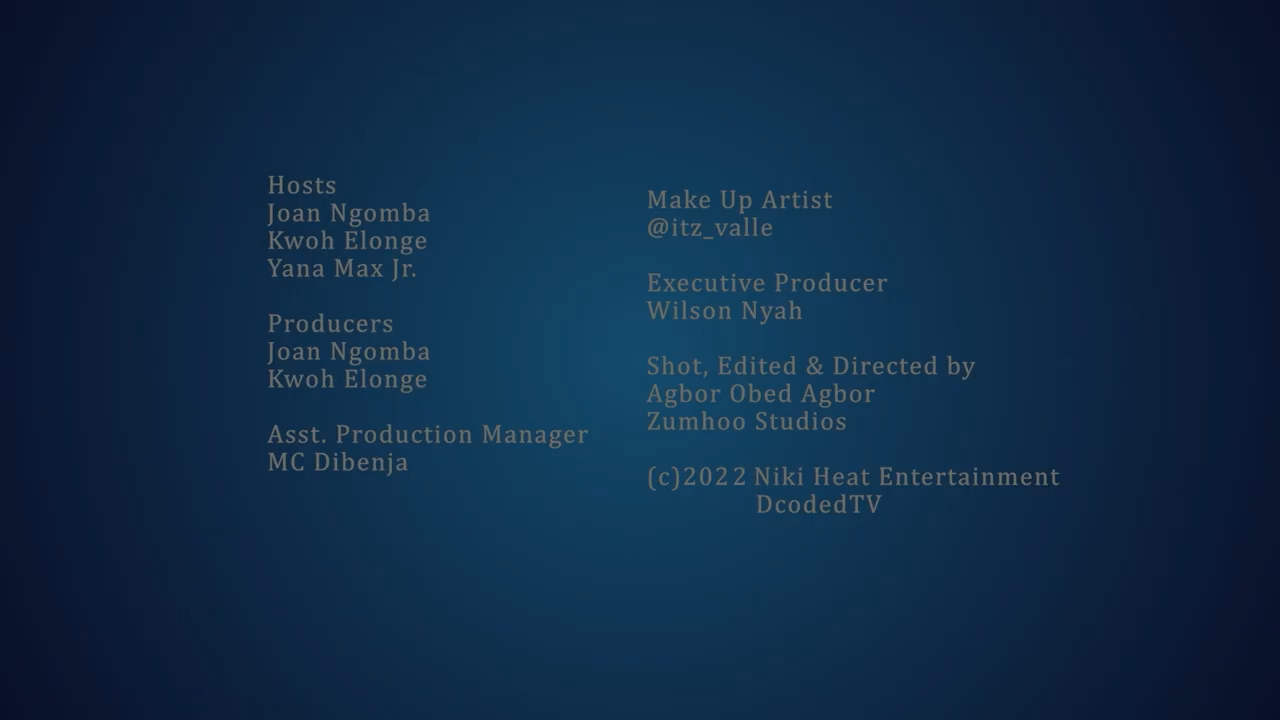 Hosts
Joan Ngomba
Kwoh Elonge
Yana Max Jr.
Producers
Joan Ngomba
Kwoh Elonge
Asst. Production Manager
MC Dibenja
Make Up Artist
@itz_valle
Executive Producer
Wilson Nyah
Shot, Edited & Directed by
Agbor Obed Agbor
Zumhoo Studios
(c)2022 Niki Heat Entertainment
DcodedTV